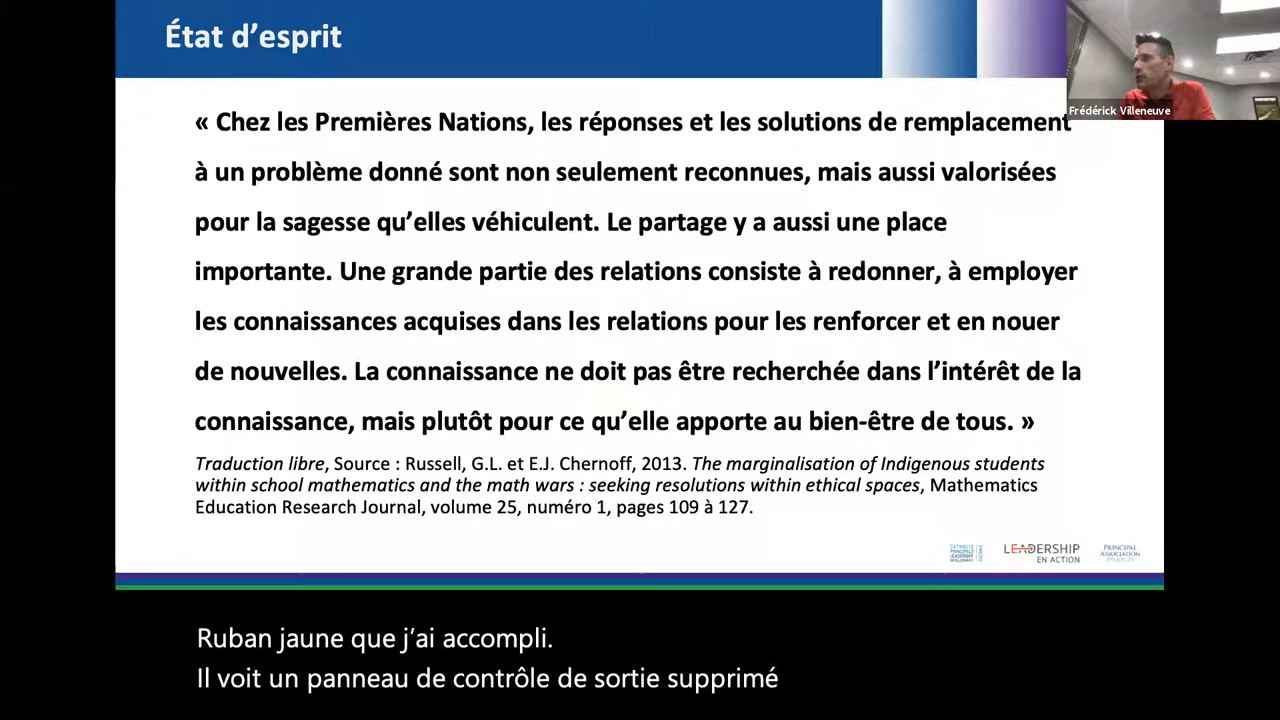 État d’esprit
Frédérick Villeneuve
« Chez les Premières Nations, les réponses et les solutions de remplacement
à un problème donné sont non seulement reconnues, mais aussi valorisées
pour la sagesse qu’elles véhiculent. Le partage y a aussi une place
importante. Une grande partie des relations consiste à redonner, à employer
les connaissances acquises dans les relations pour les renforcer et en nouer
de nouvelles. La connaissance ne doit pas être recherchée dans l’intérêt de la
connaissance, mais plutôt pour ce qu’elle apporte au bien-être de tous. »
Traduction libre, Source : Russell, G.L. et E.J. Chernoff, 2013. The marginalisation of Indigenous students
within school mathematics and the math wars : seeking resolutions within ethical spaces, Mathematics
Education Research Journal, volume 25, numéro 1, pages 109 à 127.
LEADERSHIP
EN ACTION
PRINCIPAL
ASSOCIATION
PROJECTS
Ruban jaune que j’ai accompli.
Il voit un panneau de contrôle de sortie supprimé